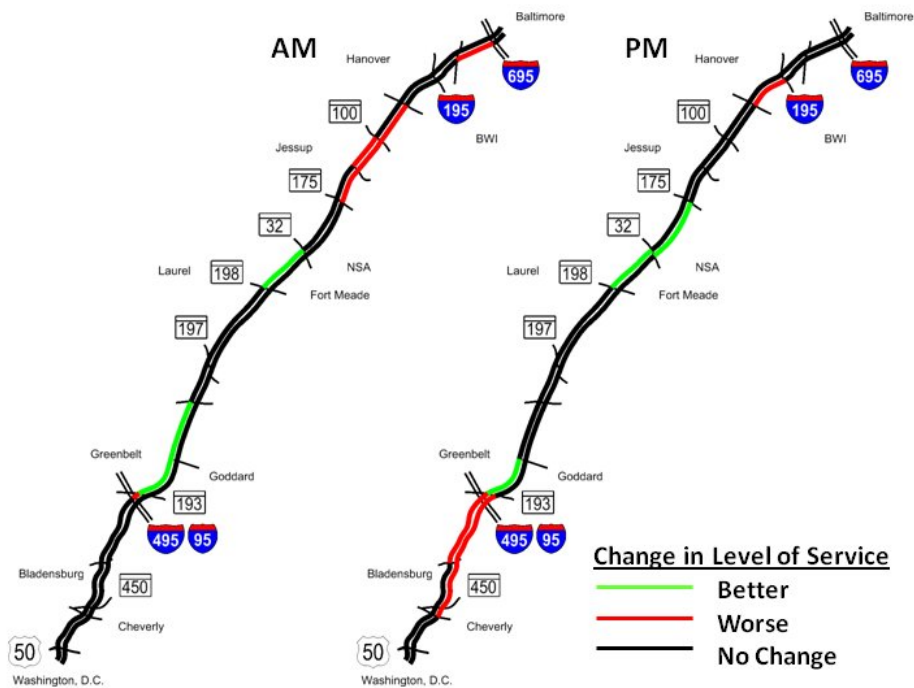 AM
Baltimore
Hanover
695
195
100
BWI
Jessup
175
32
NSA
Laurel
198
Fort Meade
197
Greenbelt
Goddard
193
495
95
Bladensburg
450
Cheverly
50
Washington, D.C.
PM
Baltimore
Hanover
695
195
100
BWI
Jessup
175
32
NSA
Laurel
198
Fort Meade
197
Greenbelt
Goddard
193
495
95
Bladensburg
450
Cheverly
50
Washington, D.C.
Change in Level of Service
Better
Worse
No Change